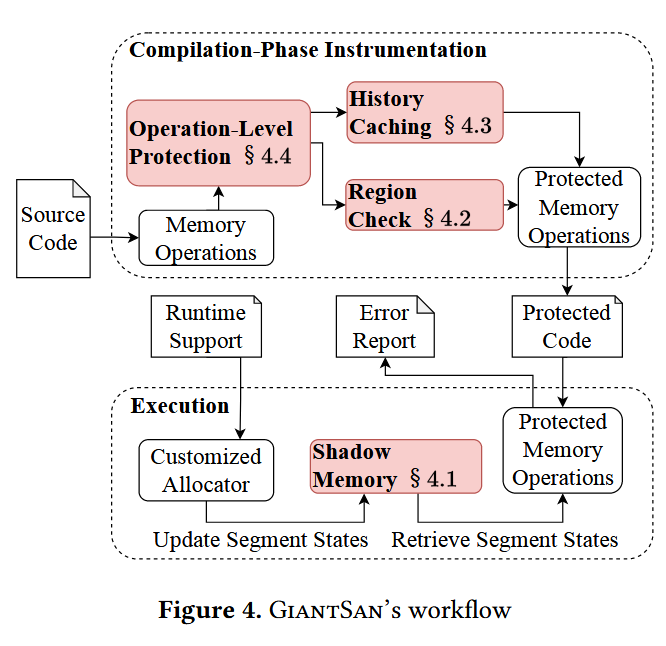 Compilation-Phase Instrumentation
Operation-Level
Protection § 4.4
History
Caching § 4.3
Region
Check § 4.2
Source
Code
Memory
Operations
Protected
Memory
Operations
Runtime
Support
Error
Report
Protected
Code
Execution
Customized
Allocator
Shadow
Memory § 4.1
Protected
Memory
Operations
Update Segment States
Retrieve Segment States
Figure 4. GIANTSAN's workflow